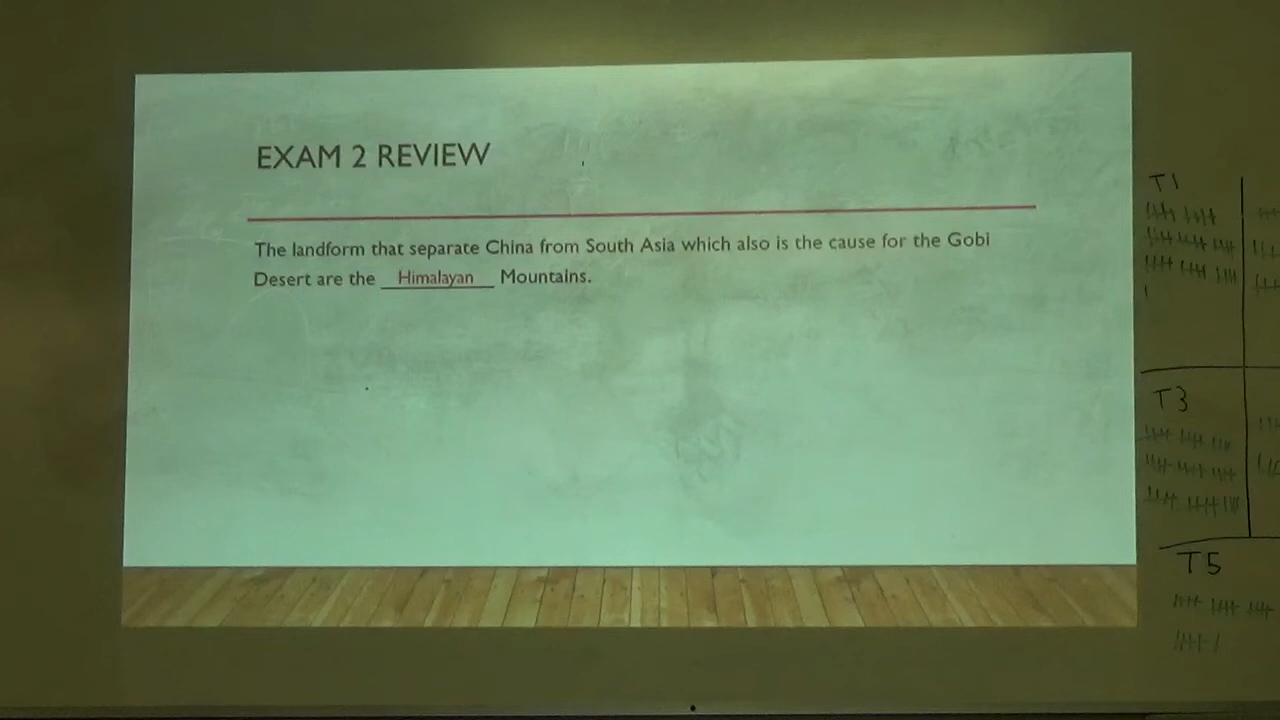 EXAM 2 REVIEW
The landform that separate China from South Asia which also is the cause for the Gobi
Desert are the Himalayan Mountains.
T1
T3
T5